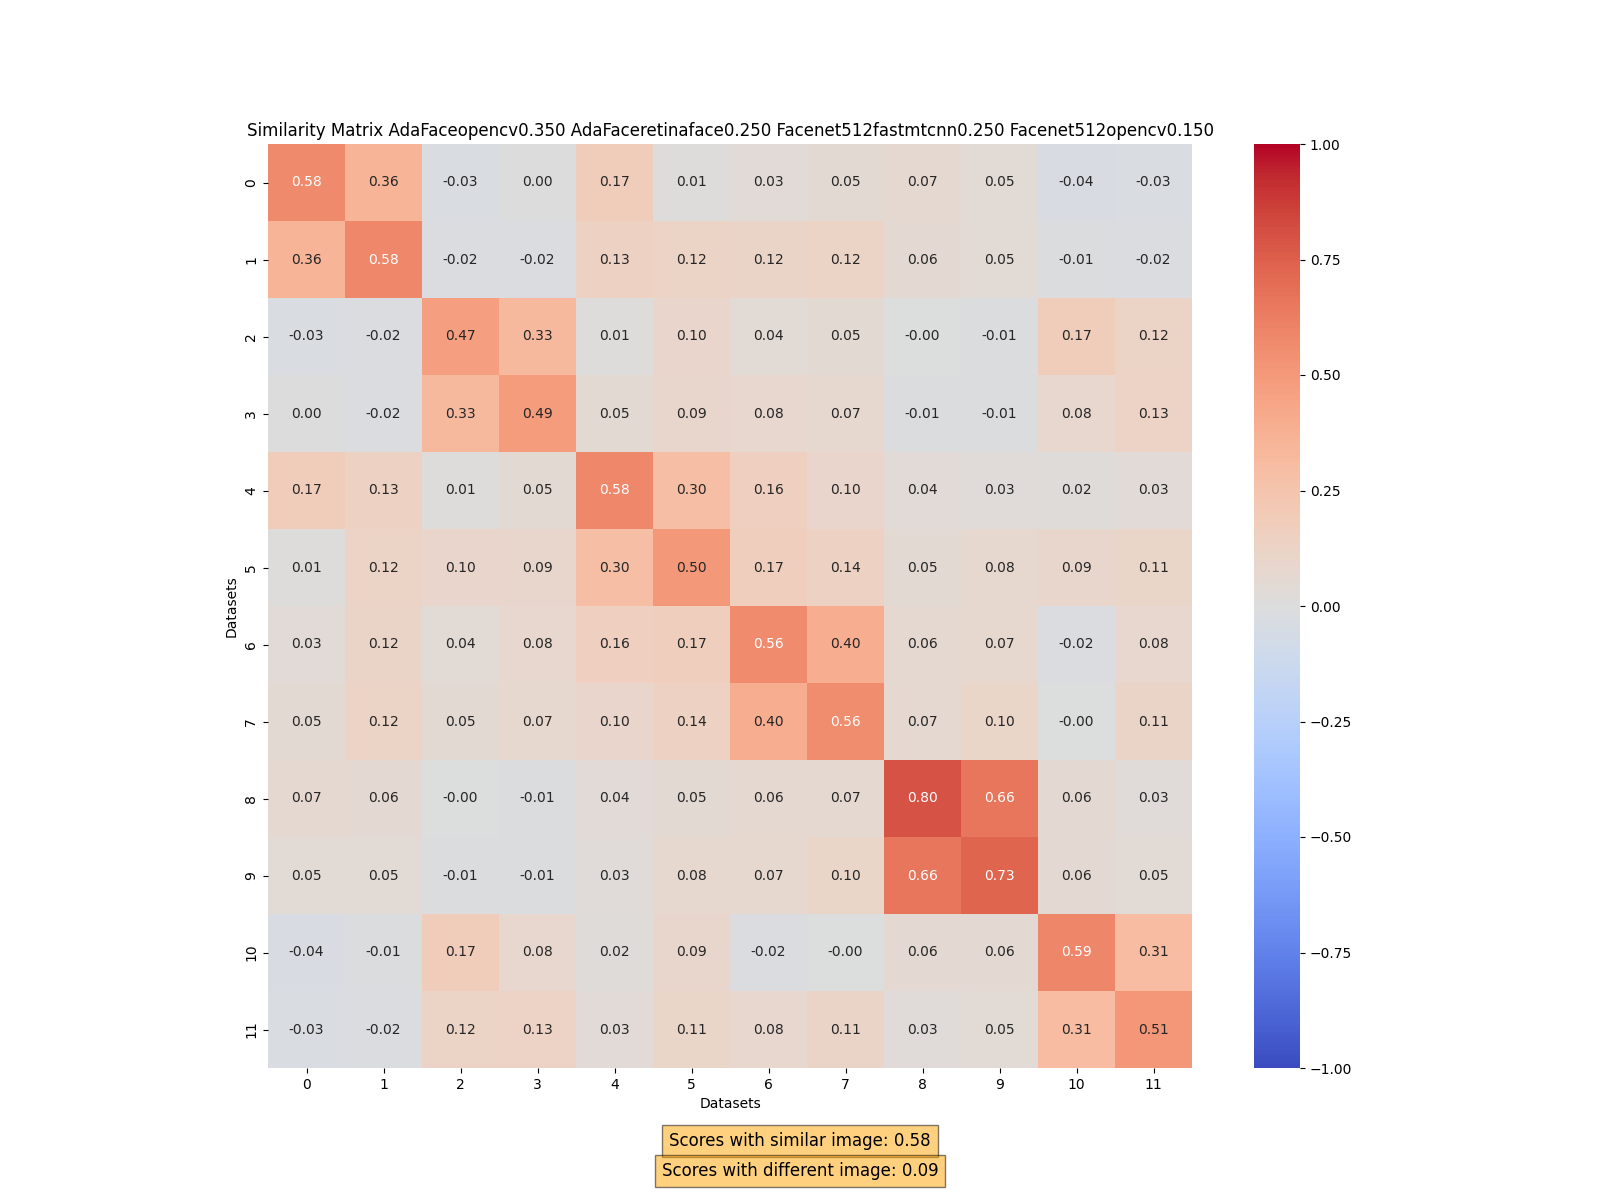 Similarity Matrix AdaFaceopencv0.350 AdaFaceretinaface0.250 Facenet512fastmtcnn0.250 Facenet512opencv0.150
0 0.58 0.36 -0.03 0.00 0.17 0.01 0.03 0.05 0.07 0.05 -0.04 -0.03
1 0.36 0.58 -0.02 -0.02 0.13 0.12 0.12 0.12 0.06 0.05 -0.01 -0.02
2 -0.03 -0.02 0.47 0.33 0.01 0.10 0.04 0.05 -0.00 -0.01 0.17 0.12
3 0.00 -0.02 0.33 0.49 0.05 0.09 0.08 0.07 -0.01 -0.01 0.08 0.13
4 0.17 0.13 0.01 0.05 0.58 0.30 0.16 0.10 0.04 0.03 0.02 0.03
5 0.01 0.12 0.10 0.09 0.30 0.50 0.17 0.14 0.05 0.08 0.09 0.11
Datasets
6 0.03 0.12 0.04 0.08 0.16 0.17 0.56 0.40 0.06 0.07 -0.02 0.08
7 0.05 0.12 0.05 0.07 0.10 0.14 0.40 0.56 0.07 0.10 -0.00 0.11
8 0.07 0.06 -0.00 -0.01 0.04 0.05 0.06 0.07 0.80 0.66 0.06 0.03
9 0.05 0.05 -0.01 -0.01 0.03 0.08 0.07 0.10 0.66 0.73 0.06 0.05
10 -0.04 -0.01 0.17 0.08 0.02 0.09 -0.02 -0.00 0.06 0.06 0.59 0.31
11 -0.03 -0.02 0.12 0.13 0.03 0.11 0.08 0.11 0.03 0.05 0.31 0.51
0 1 2 3 4 5 6 7 8 9 10 11
Datasets
1.00
0.75
0.50
0.25
0.00
−0.25
−0.50
−0.75
−1.00
Scores with similar image: 0.58
Scores with different image: 0.09